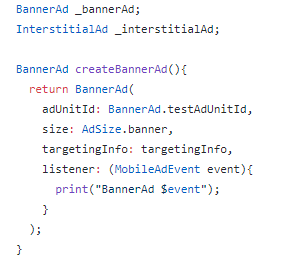 BannerAd _bannerAd;
InterstitialAd _interstitialAd;
BannerAd createBannerAd(){
return BannerAd(
adUnitId: BannerAd.testAdUnitId,
size: AdSize.banner,
targetingInfo: targetingInfo,
listener: (MobileAdEvent event){
print("BannerAd $event");
}
);
}